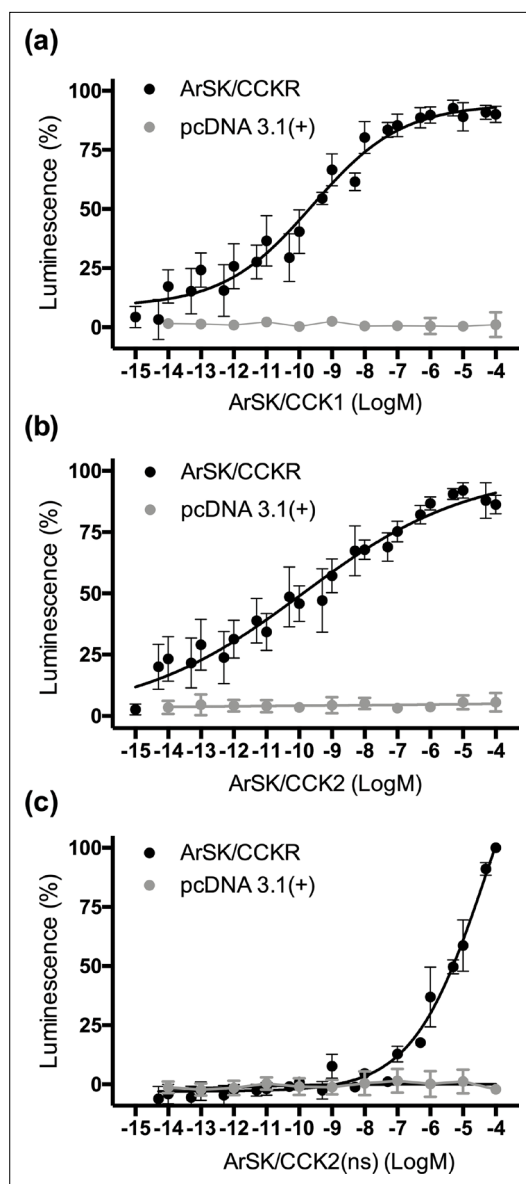 (a)
ArSK/CCKR
pcDNA 3.1(+)
Luminescence (%)
100
75
50
25
0
-15 -14 -13 -12 -11 -10 -9 -8 -7 -6 -5 -4
ArSK/CCK1 (LogM)
(b)
ArSK/CCKR
pcDNA 3.1(+)
Luminescence (%)
100
75
50
25
0
-15 -14 -13 -12 -11 -10 -9 -8 -7 -6 -5 -4
ArSK/CCK2 (LogM)
(c)
ArSK/CCKR
pcDNA 3.1(+)
Luminescence (%)
100
75
50
25
0
-15 -14 -13 -12 -11 -10 -9 -8 -7 -6 -5 -4
ArSK/CCK2(ns) (LogM)